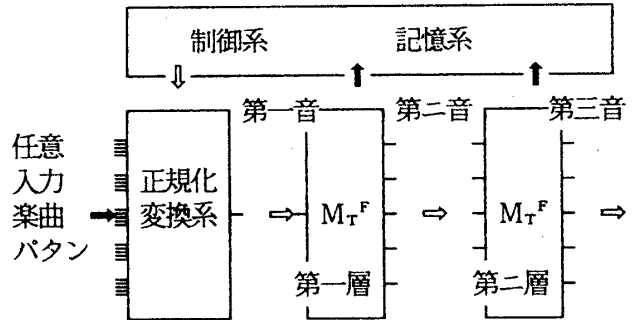 制御系 記憶系
第一音 第二音 第三音
任意
入力
楽曲
パタン
正規化
変換系
M_T^F
第一層
M_T^F
第二層